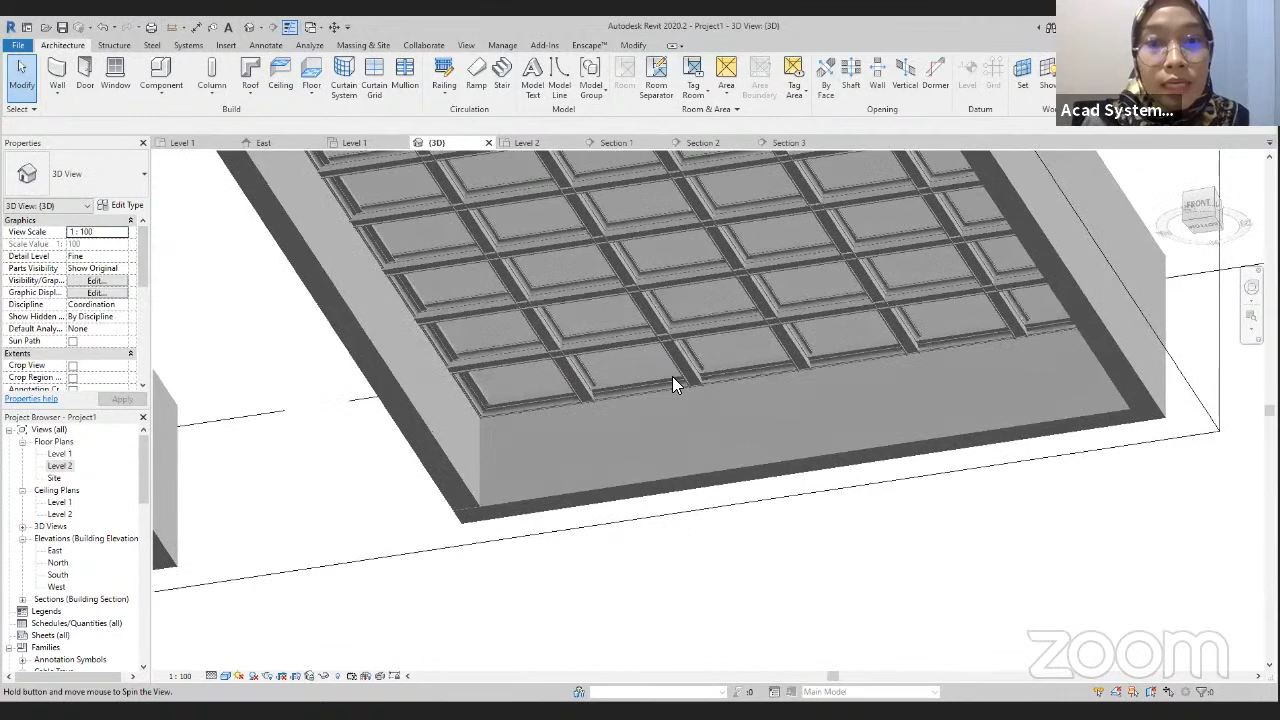 Autodesk Revit 2020.2 - Project1 - 3D View: {3D}
File Architecture Structure Steel Systems Insert Annotate Analyze Massing & Site Collaborate View Manage Add-Ins Enscape™ Modify
Modify Wall Door Window Component Column Roof Ceiling Floor Curtain System Curtain Grid Mullion Railing Ramp Stair Model Text Model Line Model Group Room Room Separator Tag Room Area Area Boundary Tag Area By Face Shaft Wall Vertical Dormer Level Grid Set
Select Build Circulation Model Room & Area Opening Datum
Acad System...
Properties
Level 1 East Level 1 {3D} Level 2 Section 1 Section 2 Section 3
3D View
3D View: {3D} Edit Type
Graphics
View Scale 1 : 100
Scale Value 1: 100
Detail Level Fine
Parts Visibility Show Original
Visibility/Grap... Edit...
Graphic Displ... Edit...
Discipline Coordination
Show Hidden ... By Discipline
Default Analy... None
Sun Path
Extents
Crop View
Crop Region ...
Annotation Cr
Properties help Apply
Project Browser - Project1
Views (all)
Floor Plans
Level 1
Level 2
Site
Ceiling Plans
Level 1
Level 2
3D Views
Elevations (Building Elevation
East
North
South
West
Sections (Building Section)
Legends
Schedules/Quantities (all)
Sheets (all)
Families
Annotation Symbols
FRONT
zoom
1 : 100
Hold button and move mouse to Spin the View.
:0 Main Model :0